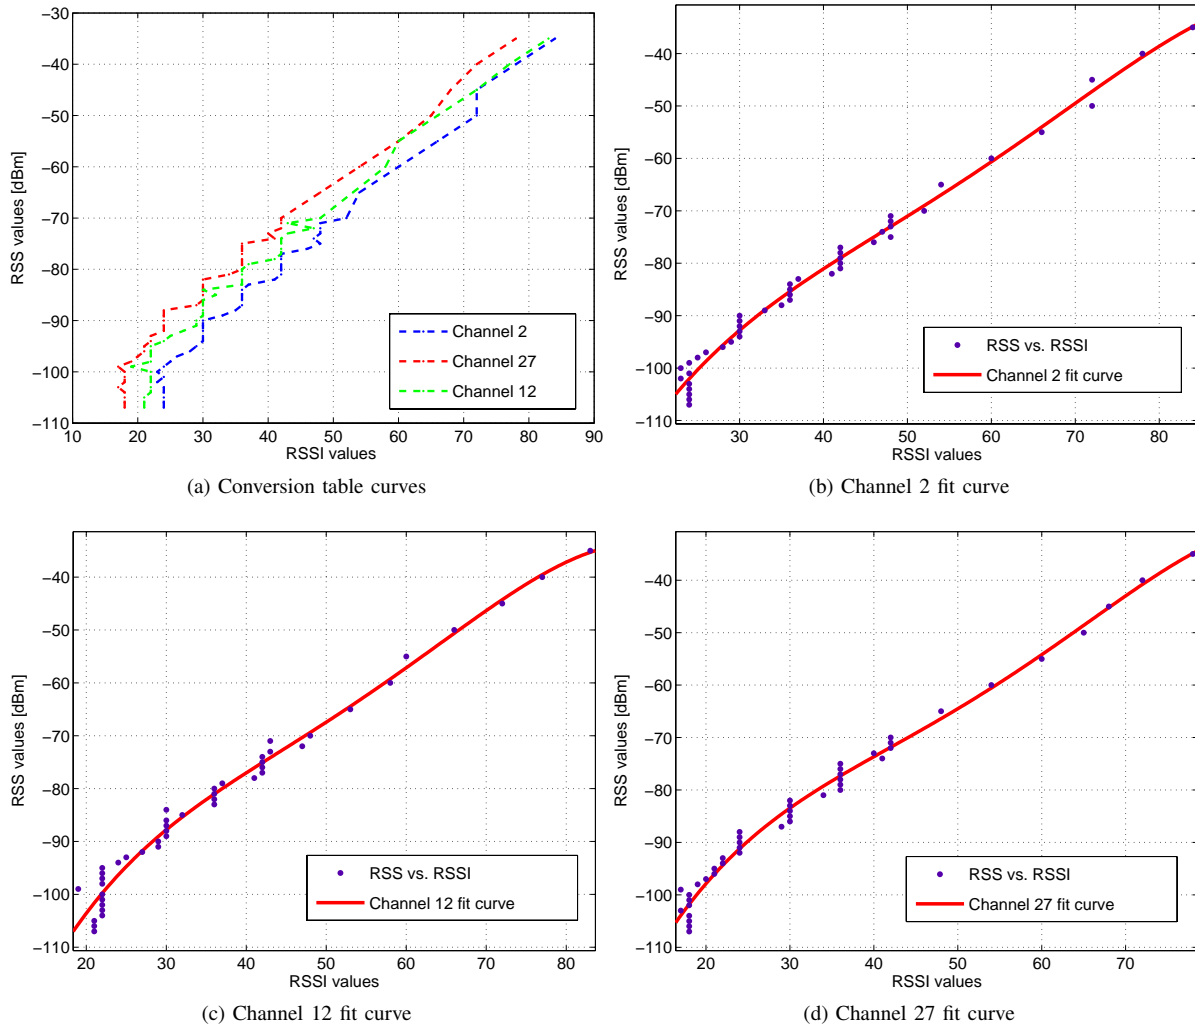 −30
−40
−50
−60
−70
−80
−90
−100
−110
10 20 30 40 50 60 70 80 90
RSS values [dBm]
RSSI values
Channel 2
Channel 27
Channel 12
(a) Conversion table curves
−40
−50
−60
−70
−80
−90
−100
−110
30 40 50 60 70 80
RSS values [dBm]
RSSI values
RSS vs. RSSI
Channel 2 fit curve
(b) Channel 2 fit curve
−40
−50
−60
−70
−80
−90
−100
−110
20 30 40 50 60 70 80
RSS values [dBm]
RSSI values
RSS vs. RSSI
Channel 12 fit curve
(c) Channel 12 fit curve
−40
−50
−60
−70
−80
−90
−100
−110
20 30 40 50 60 70
RSS values [dBm]
RSSI values
RSS vs. RSSI
Channel 27 fit curve
(d) Channel 27 fit curve